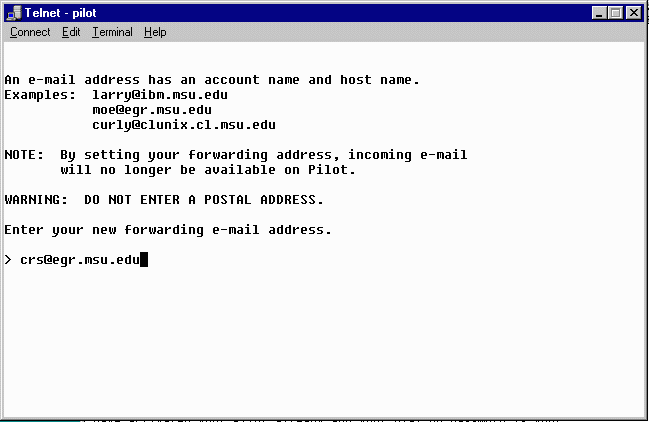 Telnet - pilot
Connect Edit Terminal Help
An e-mail address has an account name and host name.
Examples: larry@ibm.msu.edu
moe@egr.msu.edu
curly@clunix.cl.msu.edu
NOTE: By setting your forwarding address, incoming e-mail
will no longer be available on Pilot.
WARNING: DO NOT ENTER A POSTAL ADDRESS.
Enter your new forwarding e-mail address.
> crs@egr.msu.edu